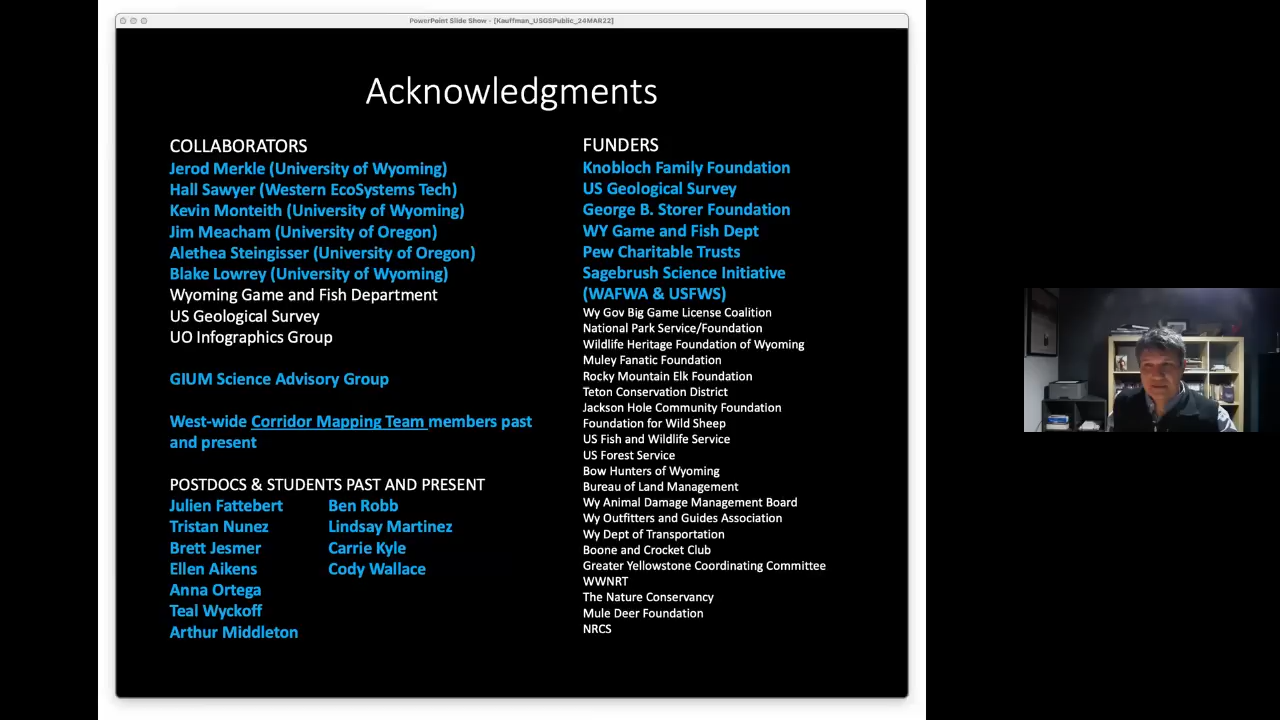 PowerPoint Slide Show - [Kauffman_USGSPublic_24MAR22]
Acknowledgments
COLLABORATORS
Jerod Merkle (University of Wyoming)
Hall Sawyer (Western EcoSystems Tech)
Kevin Monteith (University of Wyoming)
Jim Meacham (University of Oregon)
Alethea Steingisser (University of Oregon)
Blake Lowrey (University of Wyoming)
Wyoming Game and Fish Department
US Geological Survey
UO Infographics Group
GIUM Science Advisory Group
West-wide Corridor Mapping Team members past
and present
POSTDOCS & STUDENTS PAST AND PRESENT
Julien Fattebert
Tristan Nunez
Brett Jesmer
Ellen Aikens
Anna Ortega
Teal Wyckoff
Arthur Middleton
Ben Robb
Lindsay Martinez
Carrie Kyle
Cody Wallace
FUNDERS
Knobloch Family Foundation
US Geological Survey
George B. Storer Foundation
WY Game and Fish Dept
Pew Charitable Trusts
Sagebrush Science Initiative
(WAFWA & USFWS)
Wy Gov Big Game License Coalition
National Park Service/Foundation
Wildlife Heritage Foundation of Wyoming
Muley Fanatic Foundation
Rocky Mountain Elk Foundation
Teton Conservation District
Jackson Hole Community Foundation
Foundation for Wild Sheep
US Fish and Wildlife Service
US Forest Service
Bow Hunters of Wyoming
Bureau of Land Management
Wy Animal Damage Management Board
Wy Outfitters and Guides Association
Wy Dept of Transportation
Boone and Crocket Club
Greater Yellowstone Coordinating Committee
WWNRT
The Nature Conservancy
Mule Deer Foundation
NRCS